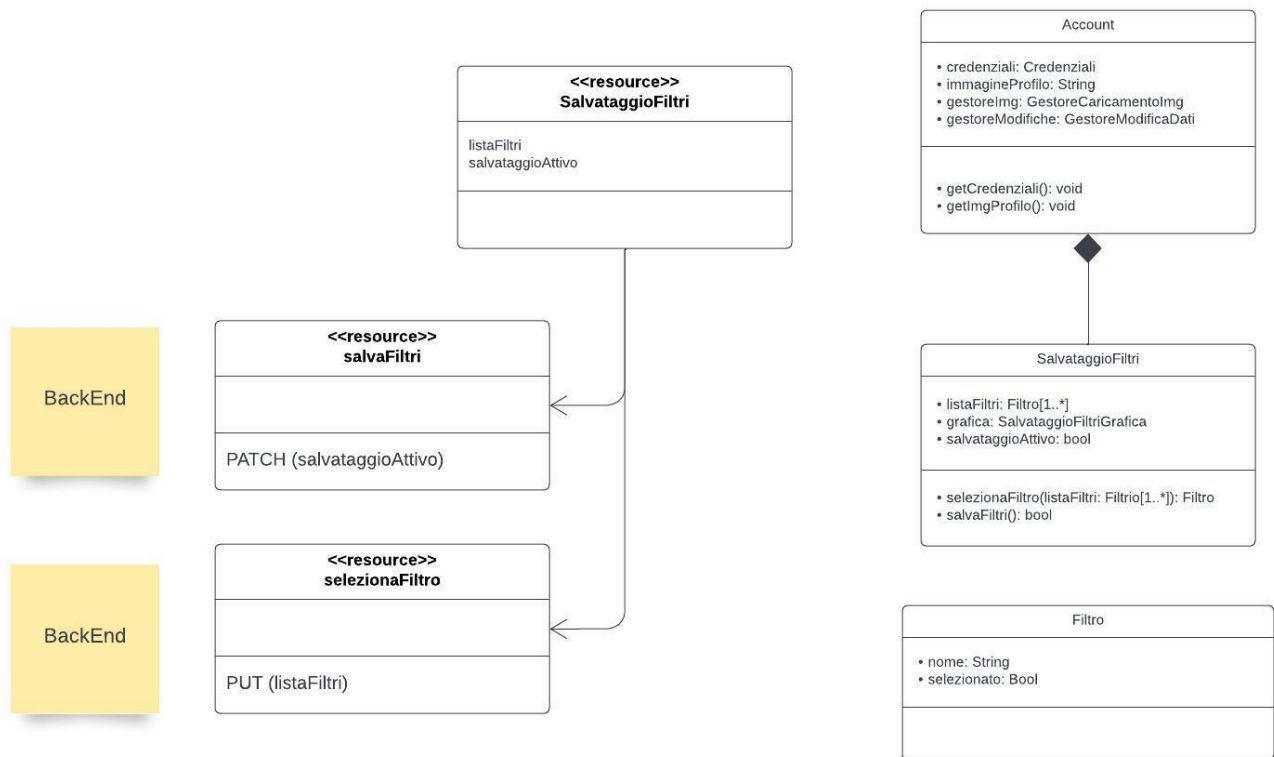 <<resource>>
SalvataggioFiltri
listaFiltri
salvataggioAttivo
BackEnd
<<resource>>
salvaFiltri
PATCH (salvataggioAttivo)
BackEnd
<<resource>>
selezionaFiltro
PUT (listaFiltri)
Account
• credenziali: Credenziali
• immagineProfilo: String
• gestoreImg: GestoreCaricamentoImg
• gestoreModifiche: GestoreModificaDati
• getCredenziali(): void
• getImgProfilo(): void
SalvataggioFiltri
• listaFiltri: Filtro[1..*]
• grafica: SalvataggioFiltriGrafica
• salvataggioAttivo: bool
• selezionaFiltro(listaFiltri: Filtrio[1..*]): Filtro
• salvaFiltri(): bool
Filtro
• nome: String
• selezionato: Bool